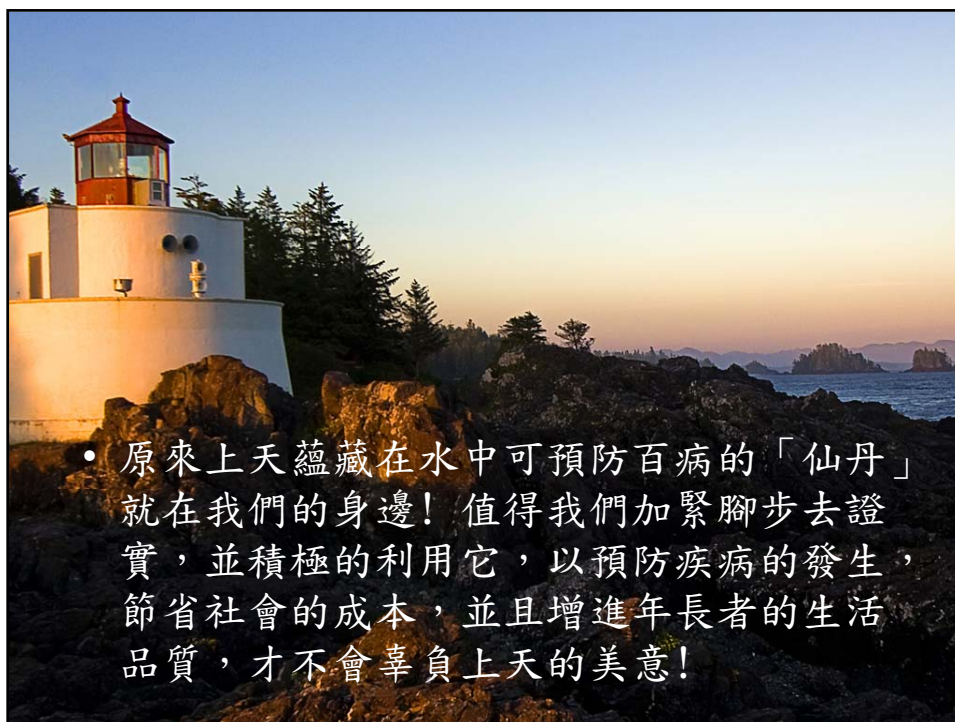 • 原來上天蘊藏在水中可預防百病的「仙丹」
就在我們的身邊! 值得我們加緊腳步去證
實，並積極的利用它，以預防疾病的發生，
節省社會的成本，並且增進年長者的生活
品質，才不會辜負上天的美意!